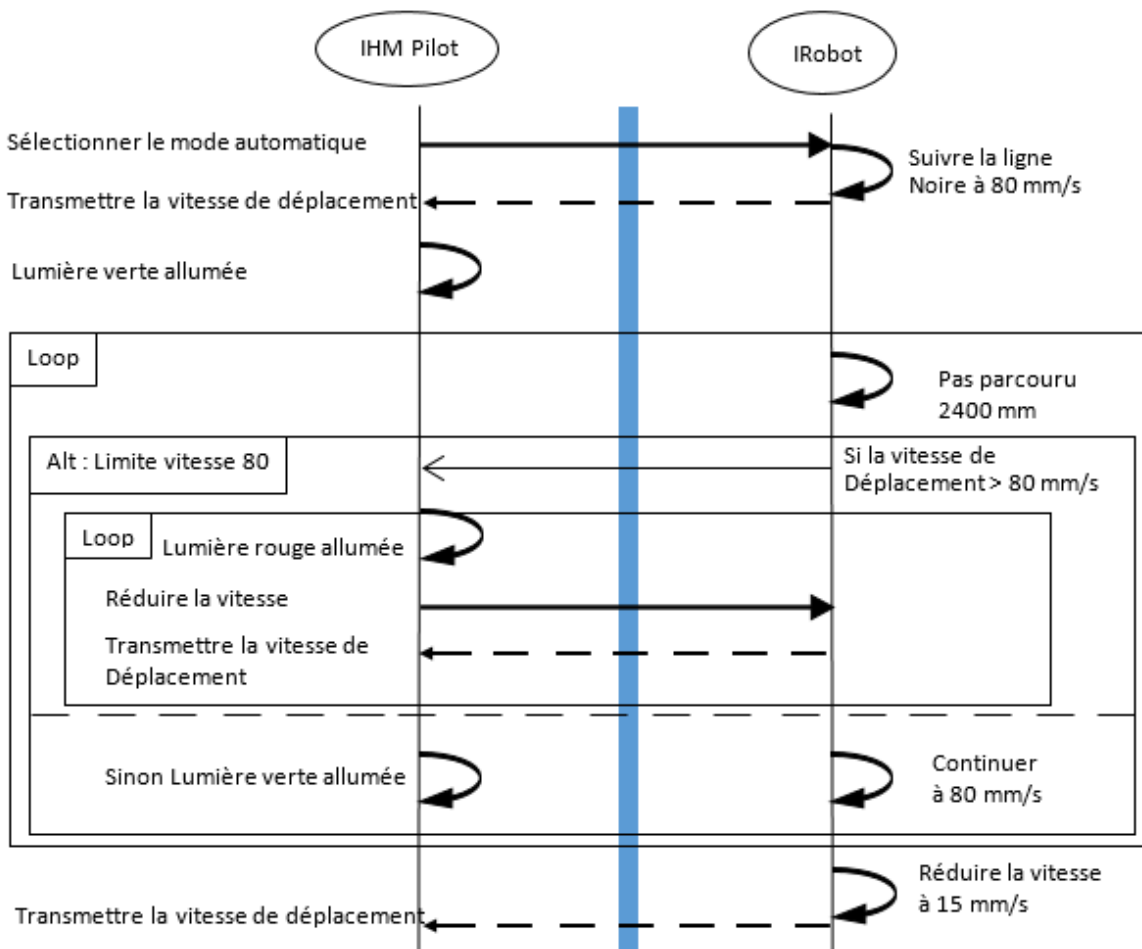 IHM Pilot
IRobot
Sélectionner le mode automatique
Suivre la ligne
Noire à 80 mm/s
Transmettre la vitesse de déplacement
Lumière verte allumée
Loop
Pas parcouru
2400 mm
Alt : Limite vitesse 80
Si la vitesse de
Déplacement > 80 mm/s
Loop
Lumière rouge allumée
Réduire la vitesse
Transmettre la vitesse de
Déplacement
Sinon Lumière verte allumée
Continuer
à 80 mm/s
Réduire la vitesse
à 15 mm/s
Transmettre la vitesse de déplacement